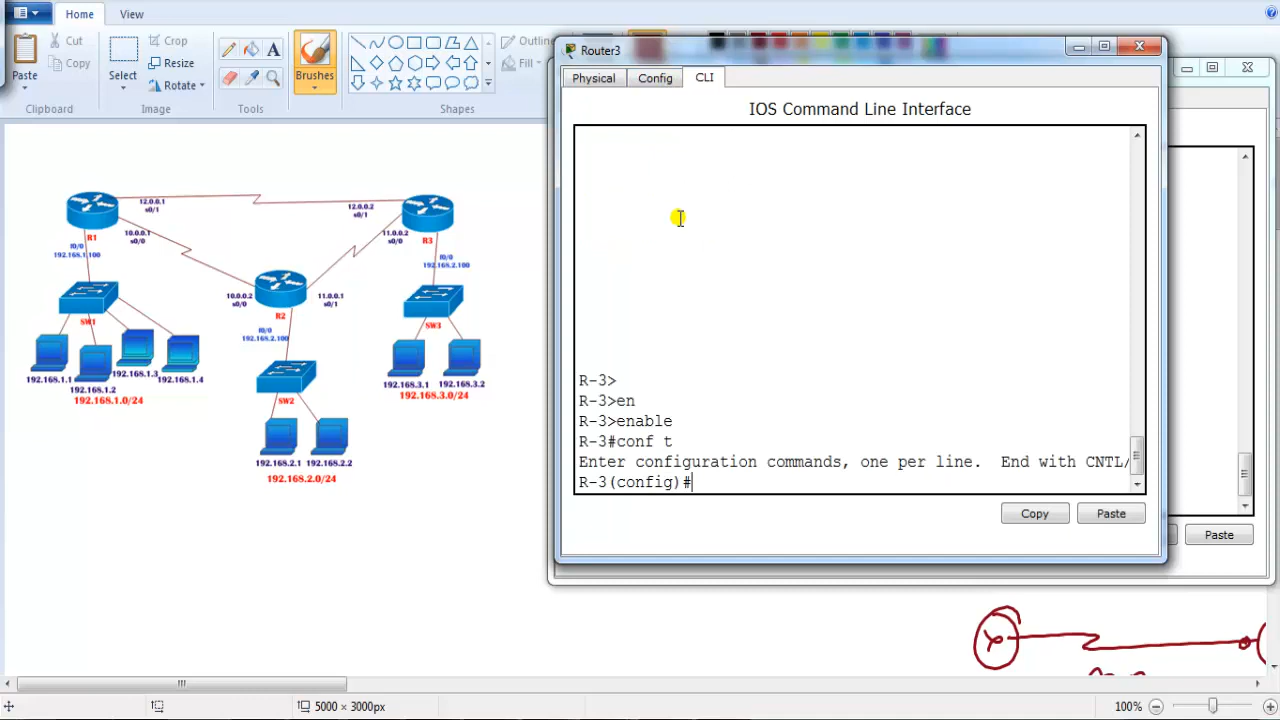 Home
View
Paste
Cut
Copy
Clipboard
Select
Crop
Resize
Rotate
Image
Tools
Brushes
Shapes
Outline
Fill
Router3
Physical
Config
CLI
IOS Command Line Interface
R-3>
R-3>en
R-3>enable
R-3#conf t
Enter configuration commands, one per line.  End with CNTL/
R-3(config)#
Copy
Paste
Paste
12.0.0.1
s0/1
12.0.0.2
s0/1
R1
10.0.0.1
s0/0
11.0.0.2
s0/0
R3
f0/0
192.168.1.100
f0/0
192.168.2.100
10.0.0.2
s0/0
11.0.0.1
s0/1
R2
SW1
f0/0
192.168.2.100
SW3
192.168.1.1
192.168.1.2
192.168.1.3
192.168.1.4
192.168.1.0/24
SW2
192.168.3.1
192.168.3.2
192.168.3.0/24
192.168.2.1
192.168.2.2
192.168.2.0/24
5000 × 3000px
100%